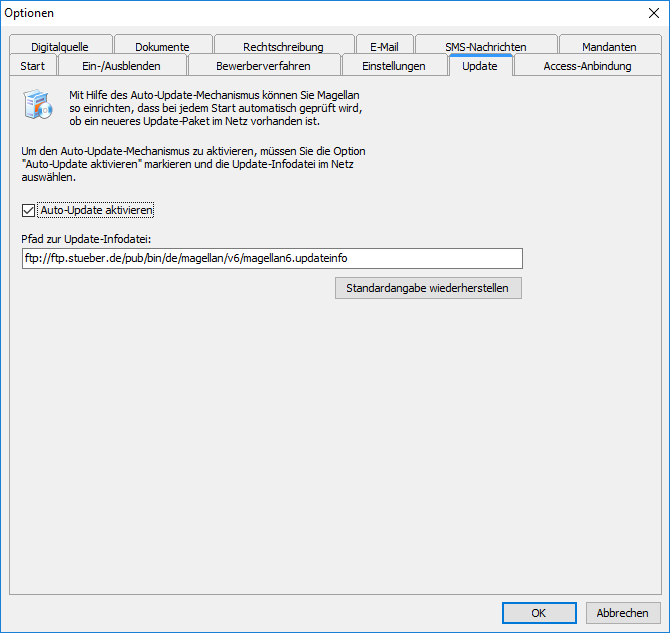 Optionen
Digitalquelle
Dokumente
Rechtschreibung
E-Mail
SMS-Nachrichten
Mandanten
Start
Ein-/Ausblenden
Bewerberverfahren
Einstellungen
Update
Access-Anbindung
Mit Hilfe des Auto-Update-Mechanismus können Sie Magellan
so einrichten, dass bei jedem Start automatisch geprüft wird,
ob ein neueres Update-Paket im Netz vorhanden ist.
Um den Auto-Update-Mechanismus zu aktivieren, müssen Sie die Option
"Auto-Update aktivieren" markieren und die Update-Infodatei im Netz
auswählen.
Auto-Update aktivieren
Pfad zur Update-Infodatei:
ftp://ftp.stueber.de/pub/bin/de/magellan/v6/magellan6.updateinfo
Standardangabe wiederherstellen
OK
Abbrechen